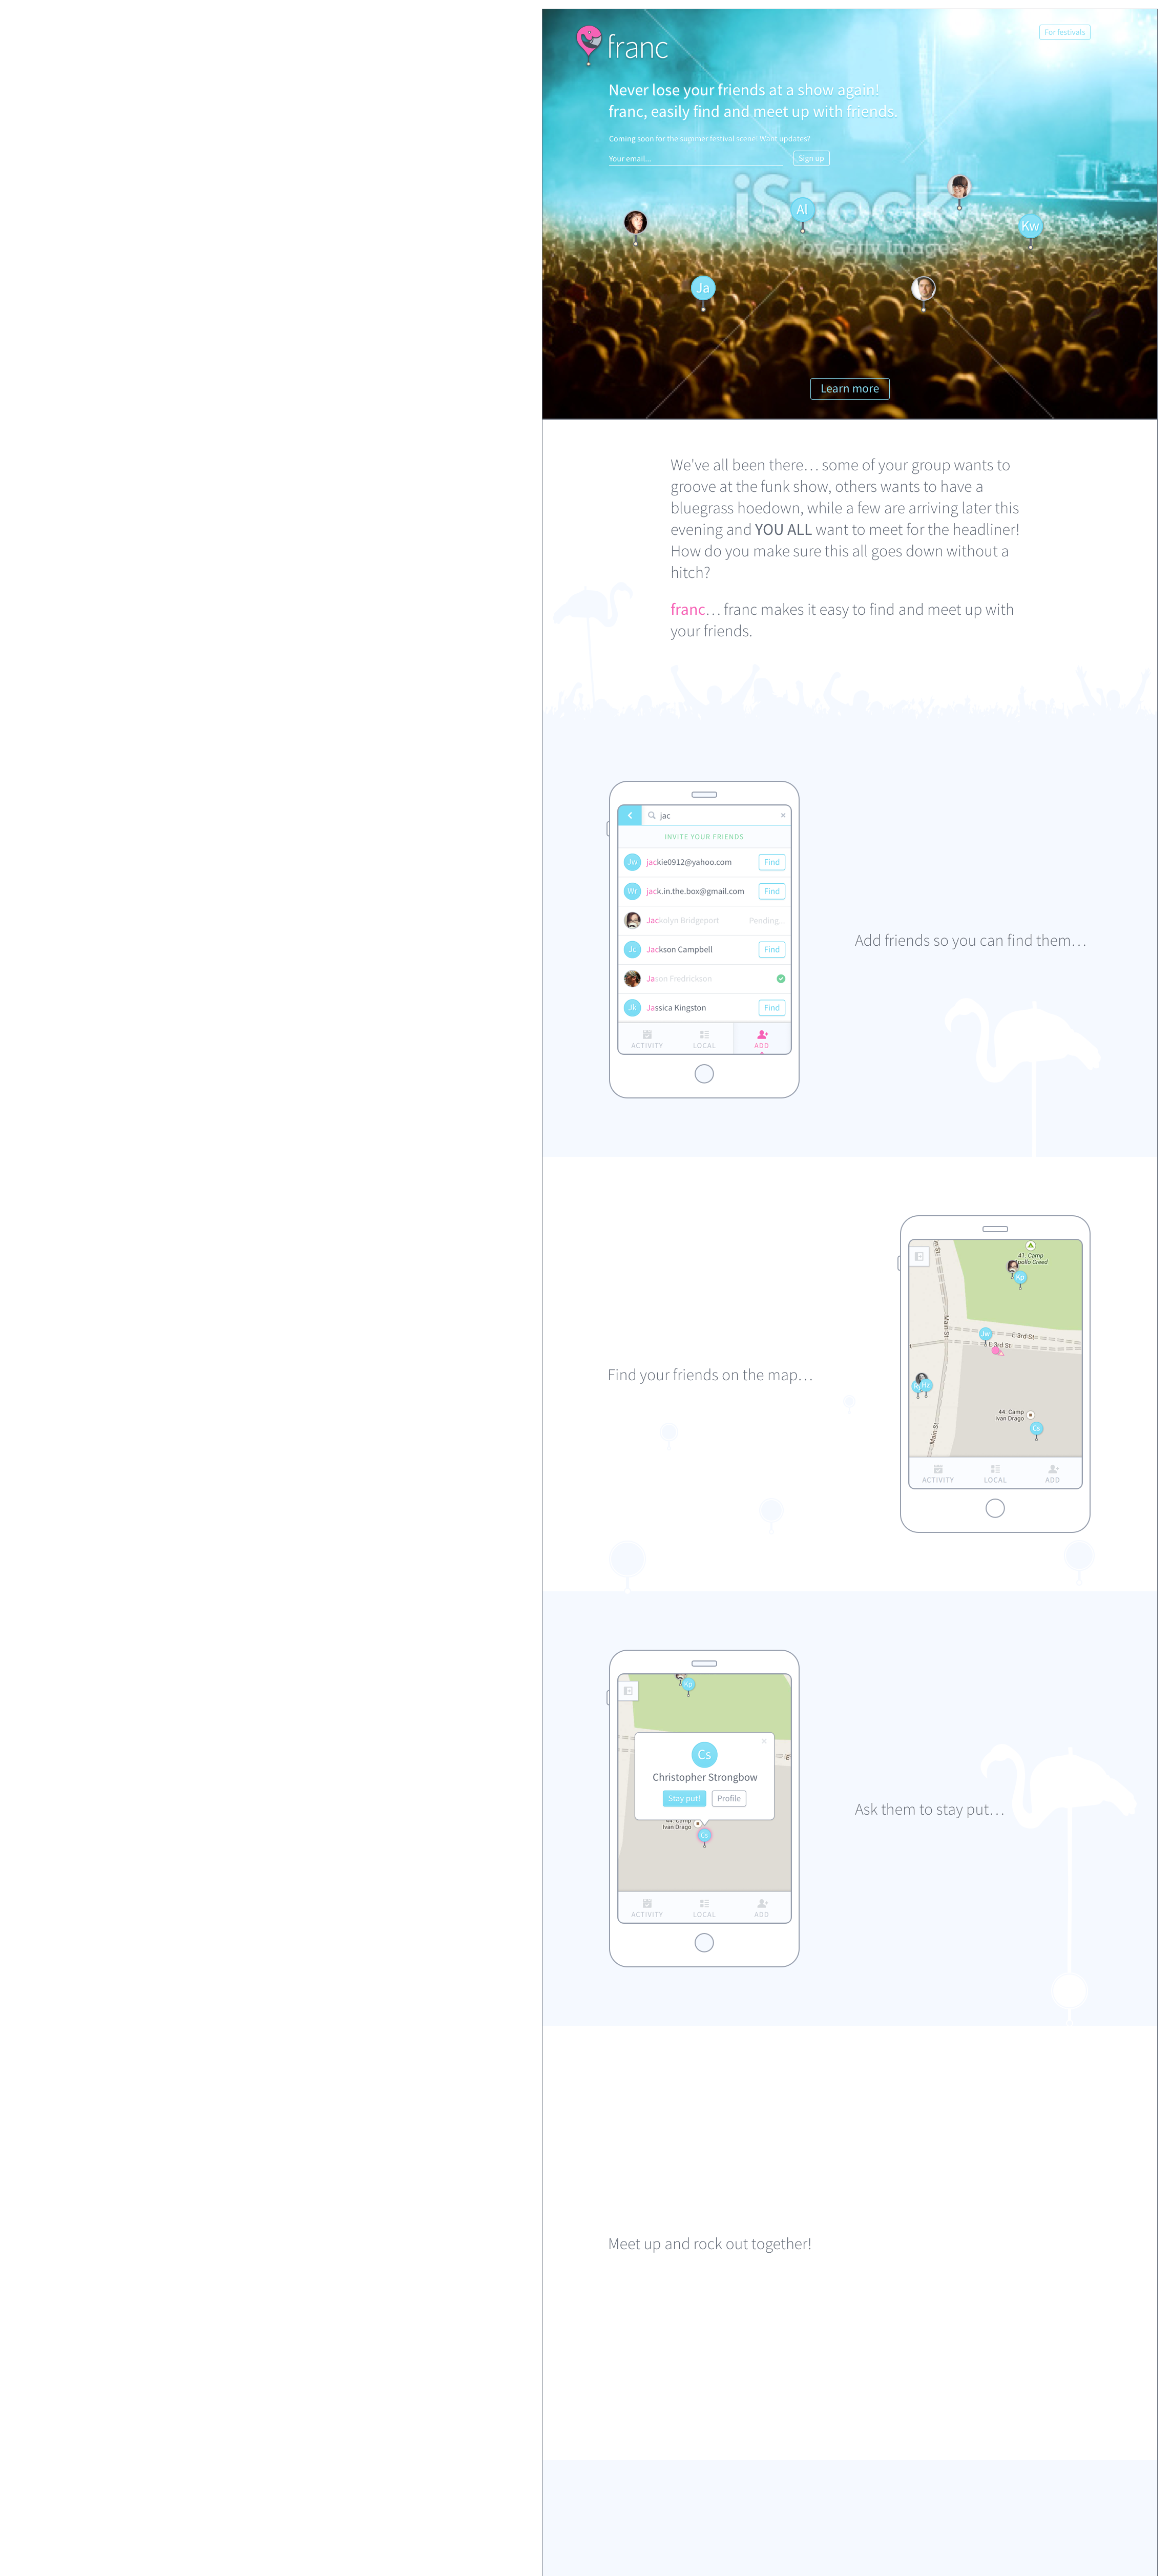 franc
For festivals
Never lose your friends at a show again!
franc, easily find and meet up with friends.
Coming soon for the summer festival scene! Want updates?
Your email...
Sign up
iStock
by Getty Images
Al
Kw
Ja
Learn more
We've all been there... some of your group wants to
groove at the funk show, others wants to have a
bluegrass hoedown, while a few are arriving later this
evening and YOU ALL want to meet for the headliner!
How do you make sure this all goes down without a
hitch?
franc... franc makes it easy to find and meet up with
your friends.
jac
INVITE YOUR FRIENDS
Jw jackie0912@yahoo.com Find
Wi jack.in.the.box@gmail.com Find
Jackolyn Bridgeport Pending...
Jc Jackson Campbell Find
Jason Fredrickson
Jk Jassica Kingston Find
ACTIVITY LOCAL ADD
Add friends so you can find them...
41: Camp
Apollo Creed
Kp
Main St
Jw
E 3rd St
E 3rd St
44: Camp
Ivan Drago
Cs
Main St
ACTIVITY LOCAL ADD
Find your friends on the map...
Kp
Cs
Christopher Strongbow
Stay put! Profile
44: Camp
Ivan Drago
Cs
ACTIVITY LOCAL ADD
Ask them to stay put...
Meet up and rock out together!